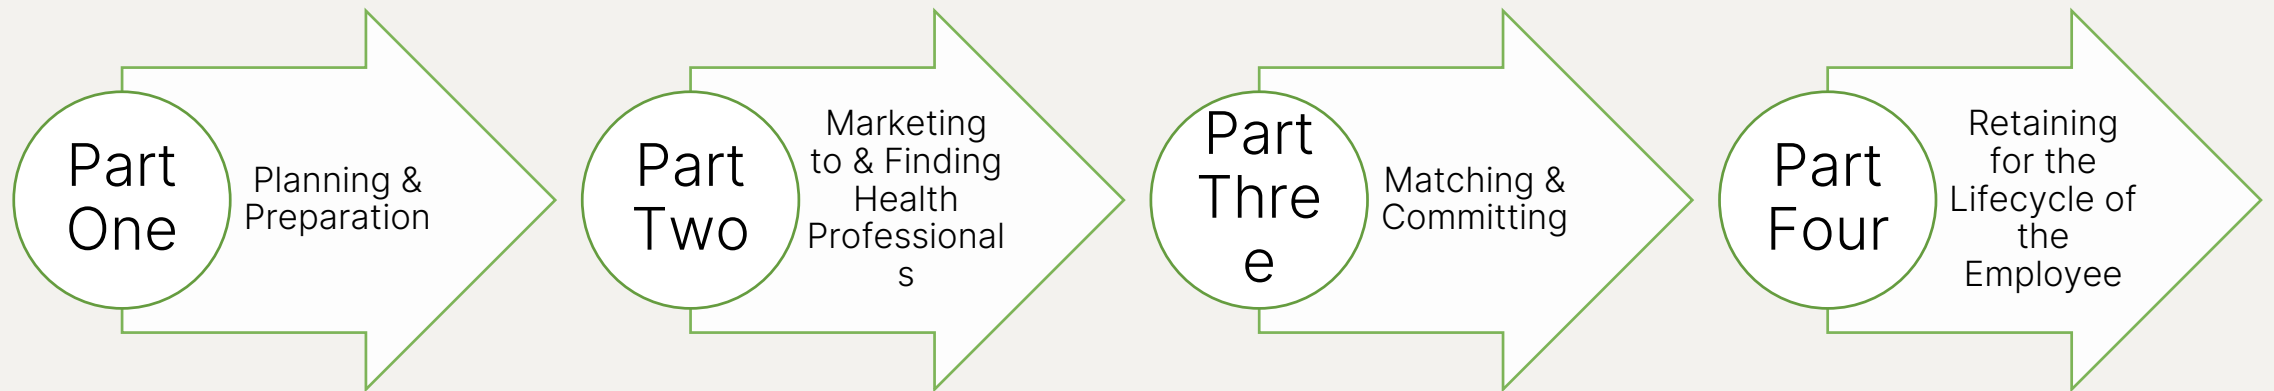 Part
One
Planning &
Preparation
Part
Two
Marketing
to & Finding
Health
Professional
s
Part
Thre
e
Matching &
Committing
Part
Four
Retaining
for the
Lifecycle of
the
Employee